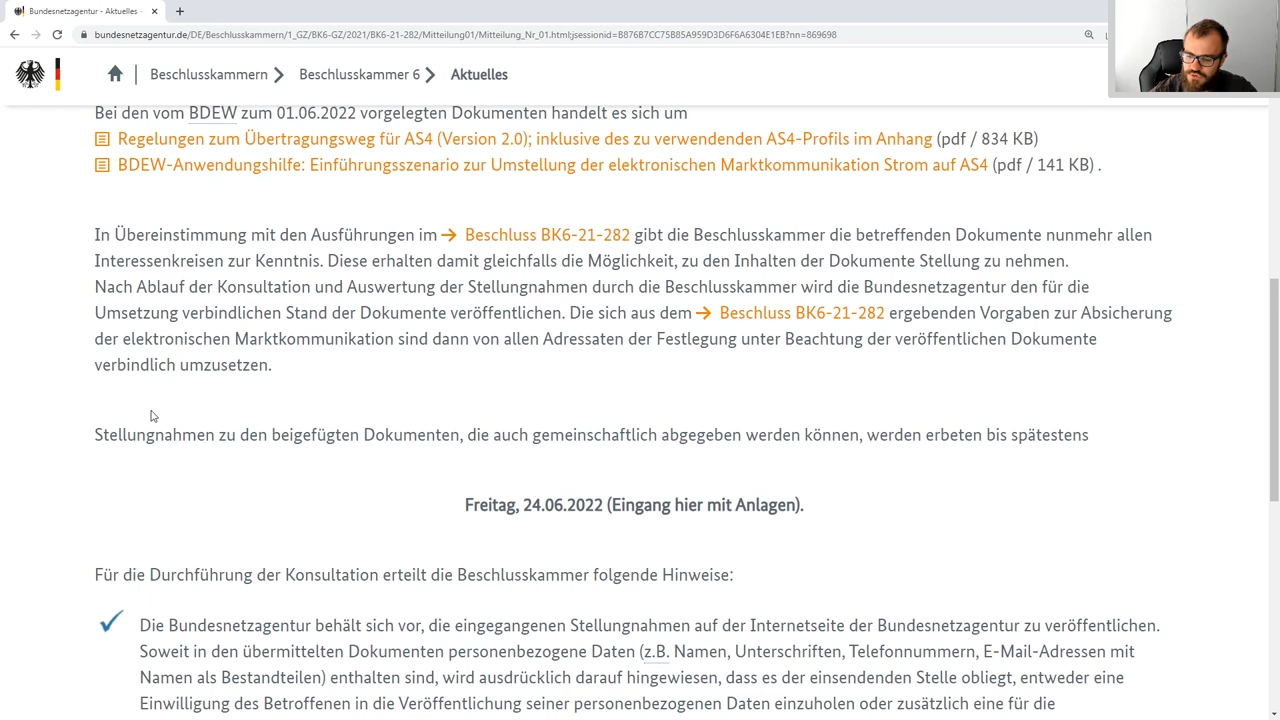 Bundesnetzagentur - Aktuelles -
bundesnetzagentur.de/DE/Beschlusskammern/1_GZ/BK6-GZ/2021/BK6-21-282/Mitteilung01/Mitteilung_Nr_01.html;jsessionid=B876B7CC75B85A959D3D6F6A6304E1EB?nn=869698
Beschlusskammern Beschlusskammer 6 Aktuelles
Bei den vom BDEW zum 01.06.2022 vorgelegten Dokumenten handelt es sich um
Regelungen zum Übertragungsweg für AS4 (Version 2.0); inklusive des zu verwendenden AS4-Profils im Anhang (pdf / 834 KB)
BDEW-Anwendungshilfe: Einführungsszenario zur Umstellung der elektronischen Marktkommunikation Strom auf AS4 (pdf / 141 KB) .
In Übereinstimmung mit den Ausführungen im → Beschluss BK6-21-282 gibt die Beschlusskammer die betreffenden Dokumente nunmehr allen
Interessenkreisen zur Kenntnis. Diese erhalten damit gleichfalls die Möglichkeit, zu den Inhalten der Dokumente Stellung zu nehmen.
Nach Ablauf der Konsultation und Auswertung der Stellungnahmen durch die Beschlusskammer wird die Bundesnetzagentur den für die
Umsetzung verbindlichen Stand der Dokumente veröffentlichen. Die sich aus dem → Beschluss BK6-21-282 ergebenden Vorgaben zur Absicherung
der elektronischen Marktkommunikation sind dann von allen Adressaten der Festlegung unter Beachtung der veröffentlichen Dokumente
verbindlich umzusetzen.
Stellungnahmen zu den beigefügten Dokumenten, die auch gemeinschaftlich abgegeben werden können, werden erbeten bis spätestens
Freitag, 24.06.2022 (Eingang hier mit Anlagen).
Für die Durchführung der Konsultation erteilt die Beschlusskammer folgende Hinweise:
Die Bundesnetzagentur behält sich vor, die eingegangenen Stellungnahmen auf der Internetseite der Bundesnetzagentur zu veröffentlichen.
Soweit in den übermittelten Dokumenten personenbezogene Daten (z.B. Namen, Unterschriften, Telefonnummern, E-Mail-Adressen mit
Namen als Bestandteilen) enthalten sind, wird ausdrücklich darauf hingewiesen, dass es der einsendenden Stelle obliegt, entweder eine
Einwilligung des Betroffenen in die Veröffentlichung seiner personenbezogenen Daten einzuholen oder zusätzlich eine für die